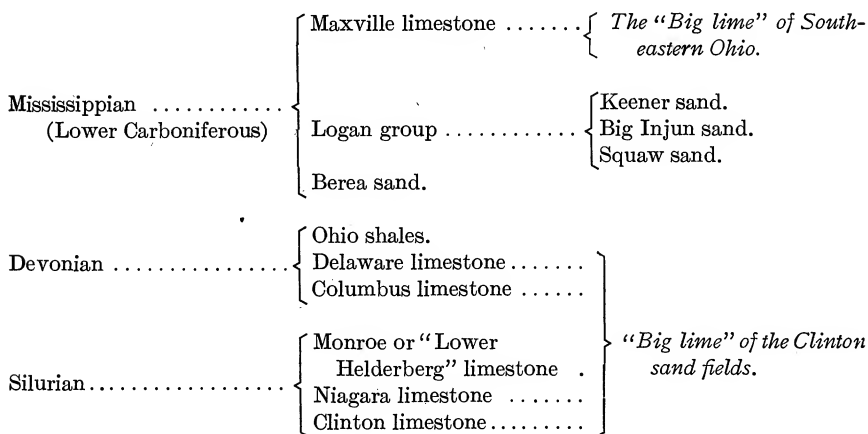 Maxville limestone ....... The “Big lime” of South-
eastern Ohio.
Mississippian ............
(Lower Carboniferous)
Logan group ............
Keener sand.
Big Injun sand.
Squaw sand.
Berea sand.
Devonian .................
Ohio shales.
Delaware limestone .......
Columbus limestone ......
Silurian....................
Monroe or “Lower
Helderberg” limestone .
Niagara limestone .......
Clinton limestone.........
“Big lime” of the Clinton
sand fields.